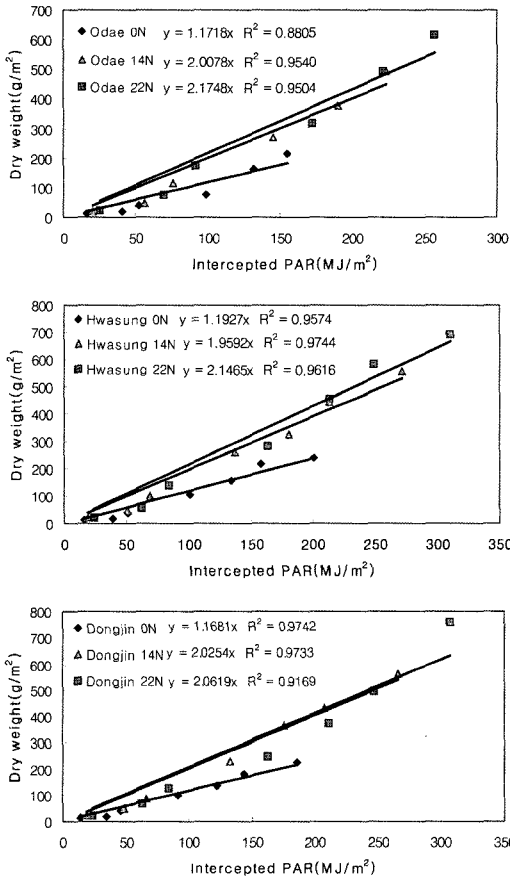 700
600
500
400
300
200
100
0
Dry weight(g/m²)
◆ Odae 0N y = 1.1718x R² = 0.8805
△ Odae 14N y = 2.0078x R² = 0.9540
▦ Odae 22N y = 2.1748x R² = 0.9504
0 50 100 150 200 250 300
Intercepted PAR(MJ/m²)
800
700
600
500
400
300
200
100
0
Dry weight(g/m²)
◆ Hwasung 0N y = 1.1927x R² = 0.9574
△ Hwasung 14N y = 1.9592x R² = 0.9744
▦ Hwasung 22N y = 2.1465x R² = 0.9616
0 50 100 150 200 250 300 350
Intercepted PAR(MJ/m²)
800
700
600
500
400
300
200
100
0
Dry weight(g/m²)
◆ Dongjin 0N y = 1.1681x R² = 0.9742
△ Dongjin 14N y = 2.0254x R² = 0.9733
▦ Dongjin 22N y = 2.0619x R² = 0.9169
0 50 100 150 200 250 300 350
Intercepted PAR(MJ/m²)